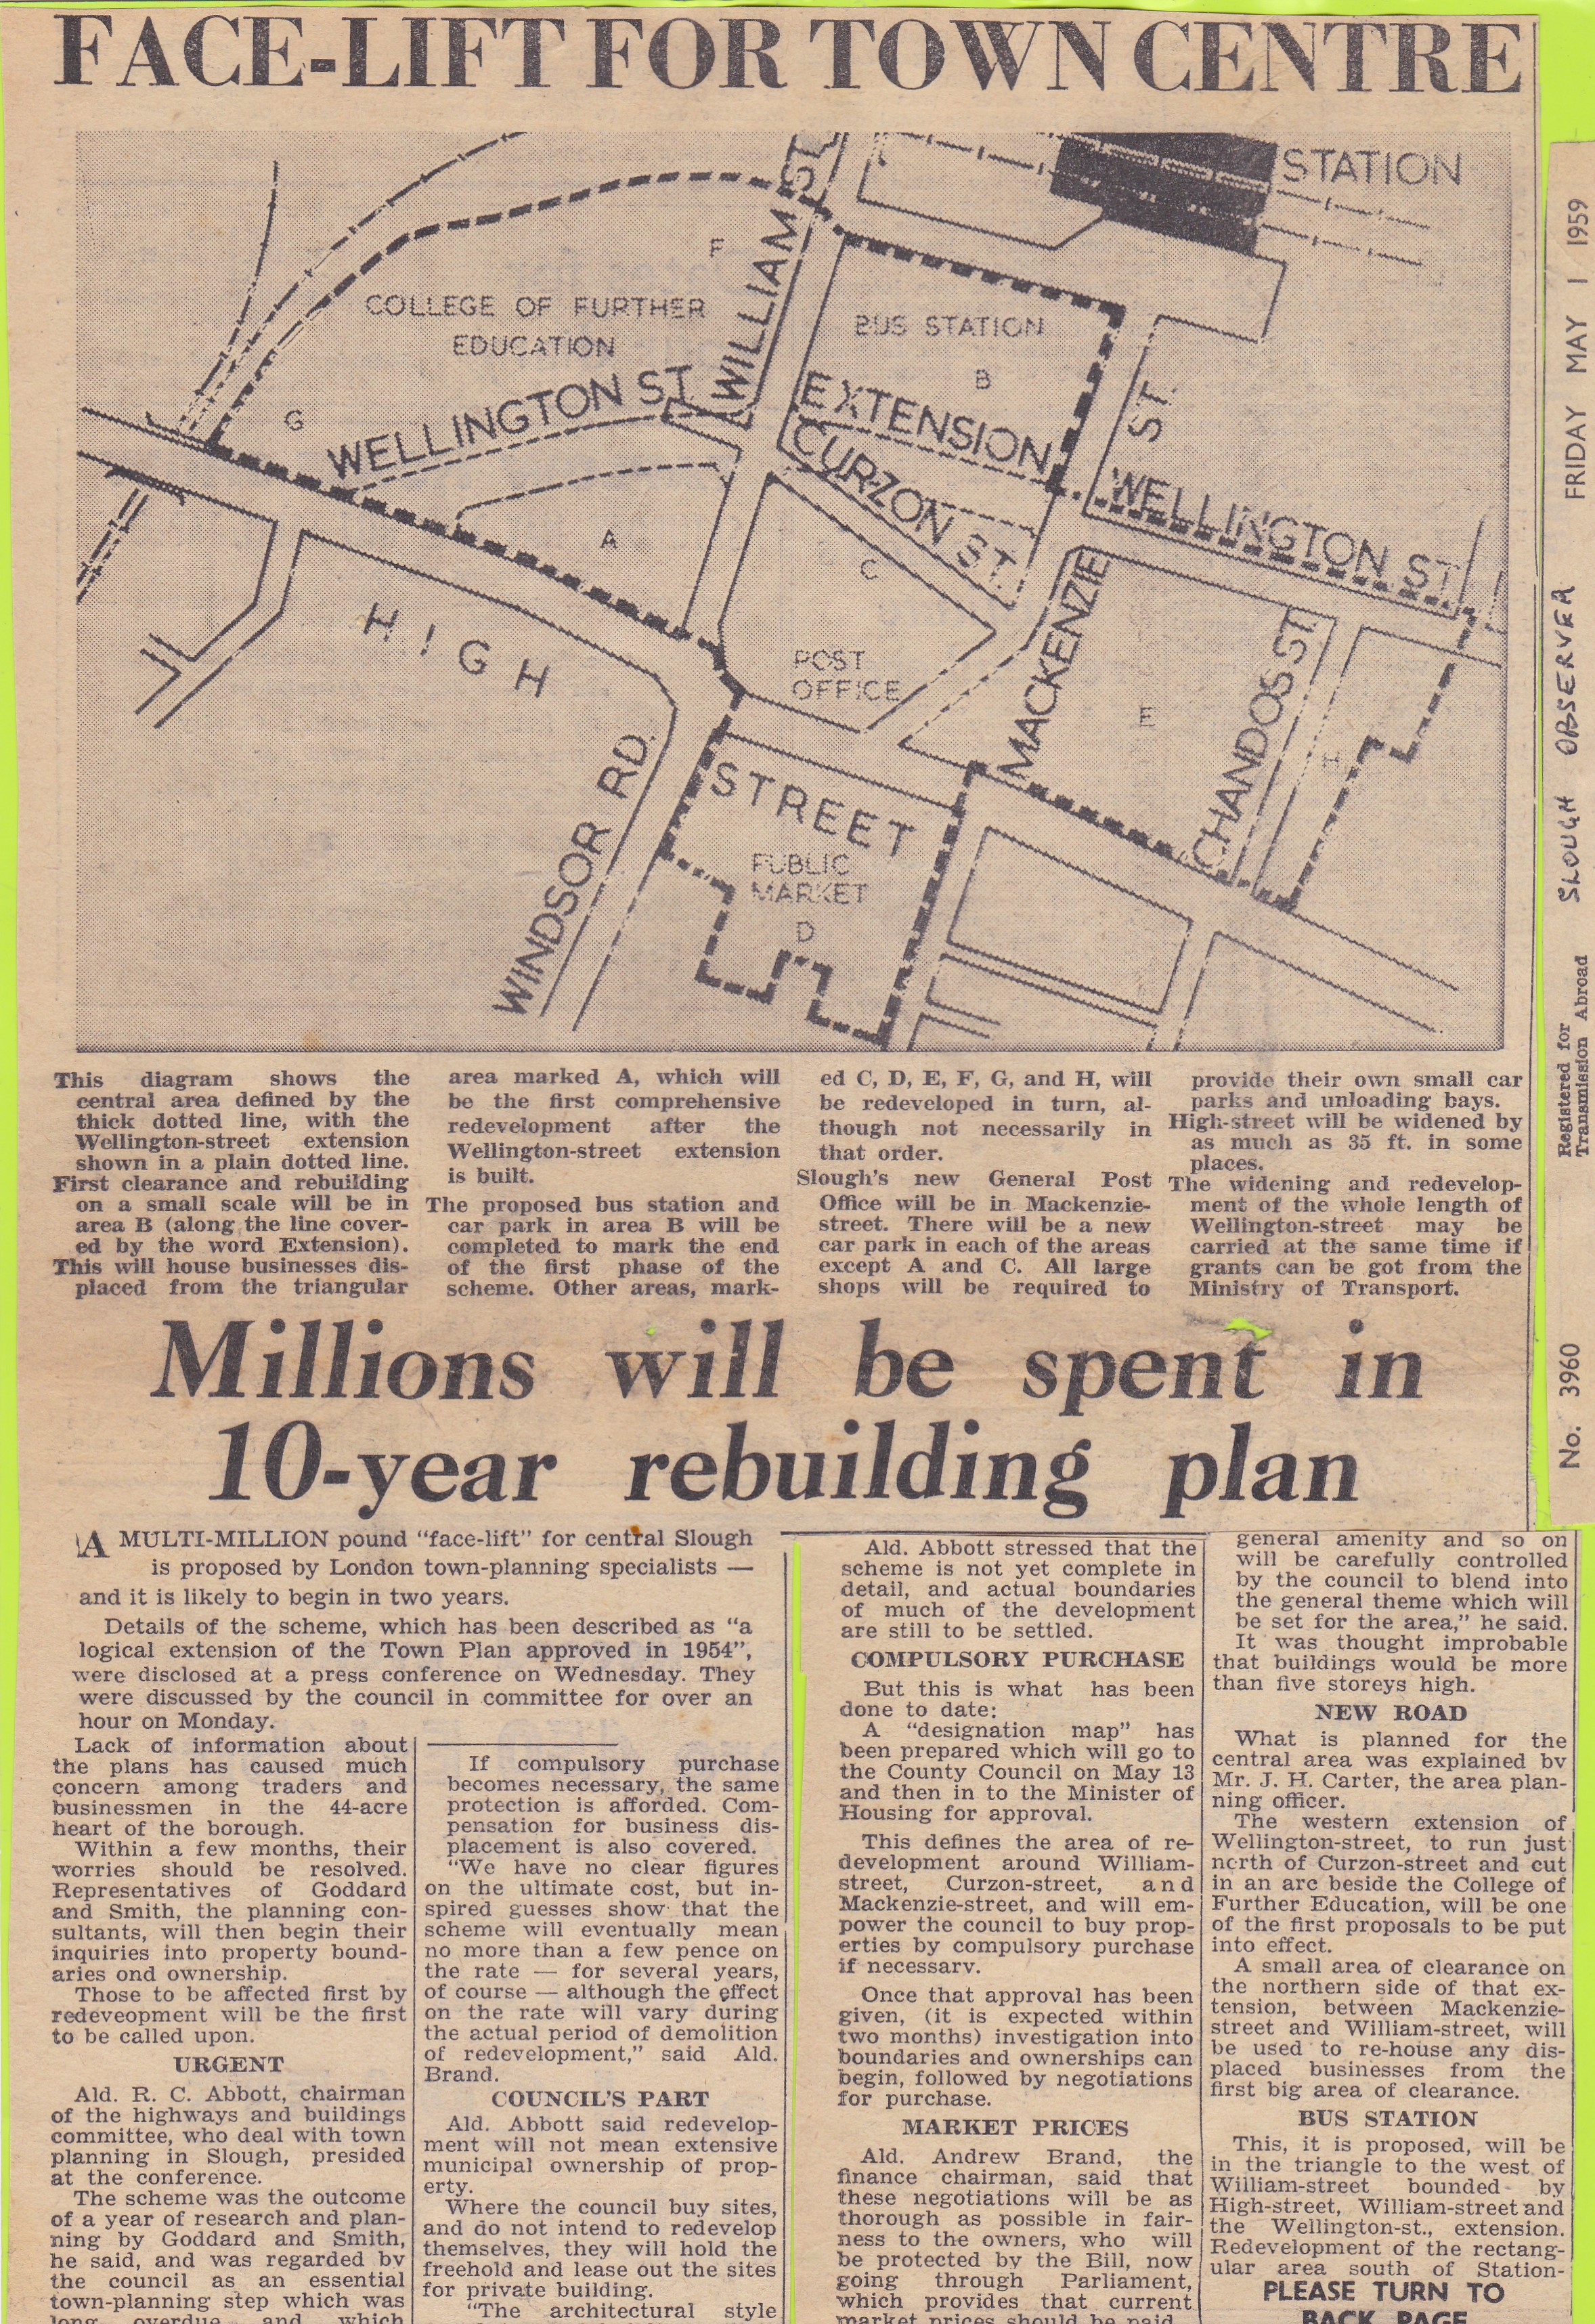 FACE-LIFT FOR TOWN CENTRE
STATION
WILLIAM ST.
F
COLLEGE OF FURTHER
EDUCATION
BUS STATION
B
G
WELLINGTON ST.
EXTENSION
CURZON ST.
ST.
WELLINGTON ST.
A
C
HIGH
POST
OFFICE
MACKENZIE
E
CHANDOS ST.
H
WINDSOR RD.
STREET
PUBLIC
MARKET
D
This diagram shows the
central area defined by the
thick dotted line, with the
Wellington-street extension
shown in a plain dotted line.
First clearance and rebuilding
on a small scale will be in
area B (along the line cover-
ed by the word Extension).
This will house businesses dis-
placed from the triangular
area marked A, which will
be the first comprehensive
redevelopment after the
Wellington-street extension
is built.
The proposed bus station and
car park in area B will be
completed to mark the end
of the first phase of the
scheme. Other areas, mark-
ed C, D, E, F, G, and H, will
be redeveloped in turn, al-
though not necessarily in
that order.
Slough's new General Post
Office will be in Mackenzie-
street. There will be a new
car park in each of the areas
except A and C. All large
shops will be required to
provide their own small car
parks and unloading bays.
High-street will be widened by
as much as 35 ft. in some
places.
The widening and redevelop-
ment of the whole length of
Wellington-street may be
carried at the same time if
grants can be got from the
Ministry of Transport.
No. 3960
Registered for
Transmission Abroad
SLOUGH OBSERVER
FRIDAY MAY 1 1959
Millions will be spent in
10-year rebuilding plan
A MULTI-MILLION pound "face-lift" for central Slough
is proposed by London town-planning specialists —
and it is likely to begin in two years.
Details of the scheme, which has been described as "a
logical extension of the Town Plan approved in 1954",
were disclosed at a press conference on Wednesday. They
were discussed by the council in committee for over an
hour on Monday.
Lack of information about
the plans has caused much
concern among traders and
businessmen in the 44-acre
heart of the borough.
Within a few months, their
worries should be resolved.
Representatives of Goddard
and Smith, the planning con-
sultants, will then begin their
inquiries into property bound-
aries ond ownership.
Those to be affected first by
redeveopment will be the first
to be called upon.
URGENT
Ald. R. C. Abbott, chairman
of the highways and buildings
committee, who deal with town
planning in Slough, presided
at the conference.
The scheme was the outcome
of a year of research and plan-
ning by Goddard and Smith,
he said, and was regarded by
the council as an essential
town-planning step which was
long overdue and which
If compulsory purchase
becomes necessary, the same
protection is afforded. Com-
pensation for business dis-
placement is also covered.
"We have no clear figures
on the ultimate cost, but in-
spired guesses show that the
scheme will eventually mean
no more than a few pence on
the rate — for several years,
of course — although the effect
on the rate will vary during
the actual period of demolition
of redevelopment," said Ald.
Brand.
COUNCIL'S PART
Ald. Abbott said redevelop-
ment will not mean extensive
municipal ownership of prop-
erty.
Where the council buy sites,
and do not intend to redevelop
themselves, they will hold the
freehold and lease out the sites
for private building.
"The architectural style
Ald. Abbott stressed that the
scheme is not yet complete in
detail, and actual boundaries
of much of the development
are still to be settled.
COMPULSORY PURCHASE
But this is what has been
done to date:
A "designation map" has
been prepared which will go to
the County Council on May 13
and then in to the Minister of
Housing for approval.
This defines the area of re-
development around William-
street, Curzon-street, and
Mackenzie-street, and will em-
power the council to buy prop-
erties by compulsory purchase
if necessary.
Once that approval has been
given, (it is expected within
two months) investigation into
boundaries and ownerships can
begin, followed by negotiations
for purchase.
MARKET PRICES
Ald. Andrew Brand, the
finance chairman, said that
these negotiations will be as
thorough as possible in fair-
ness to the owners, who will
be protected by the Bill, now
going through Parliament,
which provides that current
market prices should be paid.
general amenity and so on
will be carefully controlled
by the council to blend into
the general theme which will
be set for the area," he said.
It was thought improbable
that buildings would be more
than five storeys high.
NEW ROAD
What is planned for the
central area was explained by
Mr. J. H. Carter, the area plan-
ning officer.
The western extension of
Wellington-street, to run just
north of Curzon-street and cut
in an arc beside the College of
Further Education, will be one
of the first proposals to be put
into effect.
A small area of clearance on
the northern side of that ex-
tension, between Mackenzie-
street and William-street, will
be used to re-house any dis-
placed businesses from the
first big area of clearance.
BUS STATION
This, it is proposed, will be
in the triangle to the west of
William-street bounded by
High-street, William-street and
the Wellington-st., extension.
Redevelopment of the rectang-
ular area south of Station-
PLEASE TURN TO
BACK PAGE